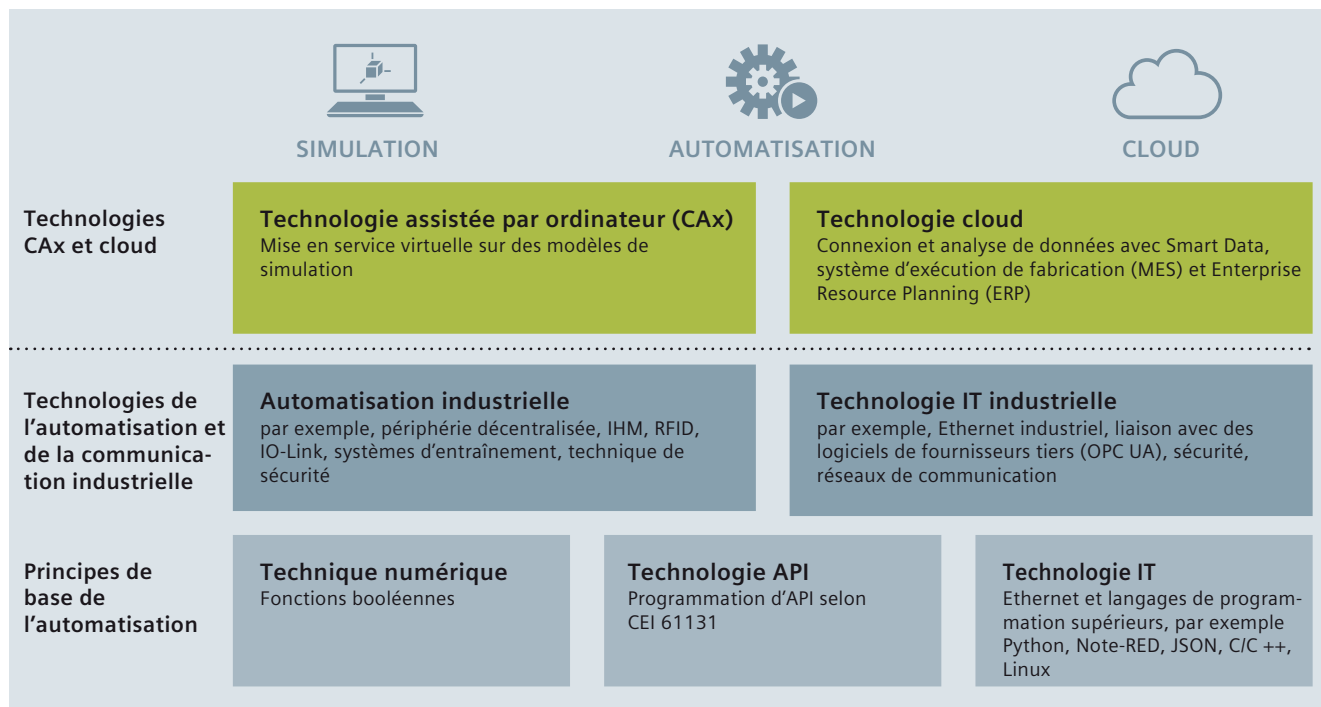 SIMULATION
AUTOMATISATION
CLOUD
Technologies
CAx et cloud
Technologie assistée par ordinateur (CAx)
Mise en service virtuelle sur des modèles de
simulation
Technologie cloud
Connexion et analyse de données avec Smart Data,
système d'exécution de fabrication (MES) et Enterprise
Resource Planning (ERP)
Technologies de
l'automatisation et
de la communica-
tion industrielle
Automatisation industrielle
par exemple, périphérie décentralisée, IHM, RFID,
IO-Link, systèmes d'entraînement, technique de
sécurité
Technologie IT industrielle
par exemple, Ethernet industriel, liaison avec des
logiciels de fournisseurs tiers (OPC UA), sécurité,
réseaux de communication
Principes de
base de
l'automatisation
Technique numérique
Fonctions booléennes
Technologie API
Programmation d'API selon
CEI 61131
Technologie IT
Ethernet et langages de program-
mation supérieurs, par exemple
Python, Note-RED, JSON, C/C ++,
Linux